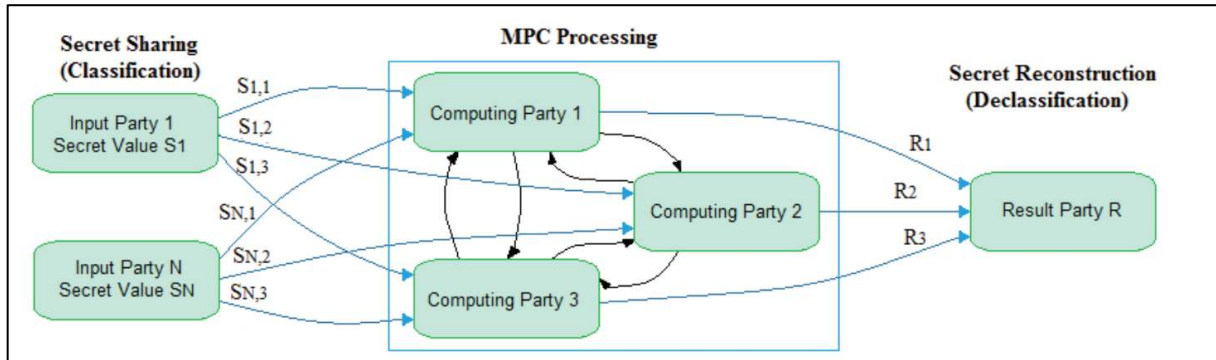 Secret Sharing
(Classification)
MPC Processing
Secret Reconstruction
(Declassification)
Input Party 1
Secret Value S1
S1,1
S1,2
S1,3
Input Party N
Secret Value SN
SN,1
SN,2
SN,3
Computing Party 1
Computing Party 2
Computing Party 3
R1
R2
R3
Result Party R